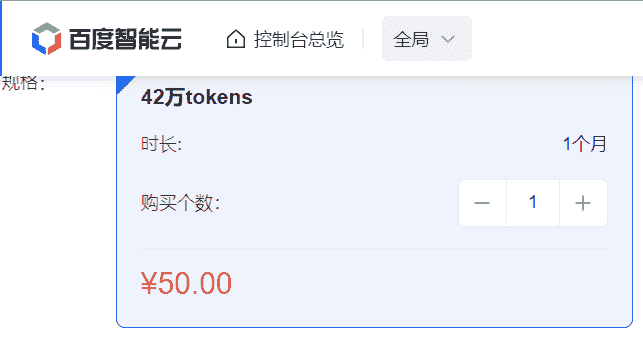 百度智能云 控制台总览 全局
规格：
42万tokens
时长: 1个月
购买个数: 1
¥50.00